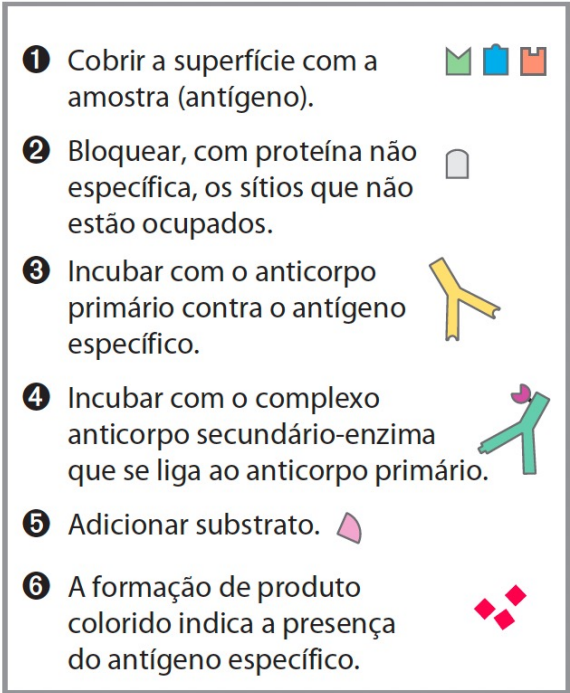 ❶ Cobrir a superfície com a
amostra (antígeno).
❷ Bloquear, com proteína não
específica, os sítios que não
estão ocupados.
❸ Incubar com o anticorpo
primário contra o antígeno
específico.
❹ Incubar com o complexo
anticorpo secundário-enzima
que se liga ao anticorpo primário.
❺ Adicionar substrato.
❻ A formação de produto
colorido indica a presença
do antígeno específico.